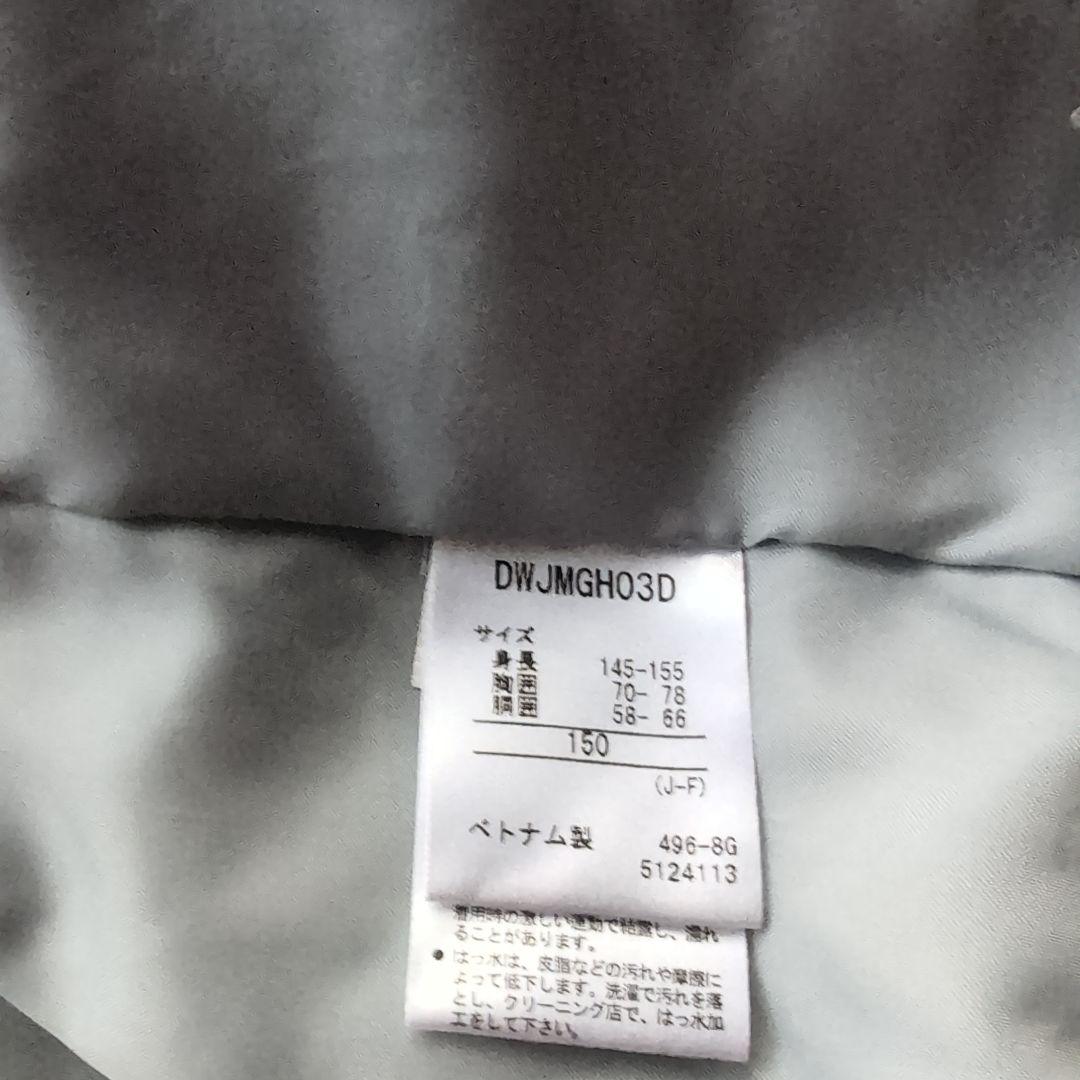 DWJMGH03D
サイズ
身長 145-155
胸囲 70- 78
胴囲 58- 66
150
(J-F)
ベトナム製 496-8G
5124113
着用時の激しい運動で結露し、濡れ
ることがあります。
● はっ水は、皮脂などの汚れや摩擦に
よって低下します。洗濯で汚れを落
とし、クリーニング店で、はっ水加
工をして下さい。